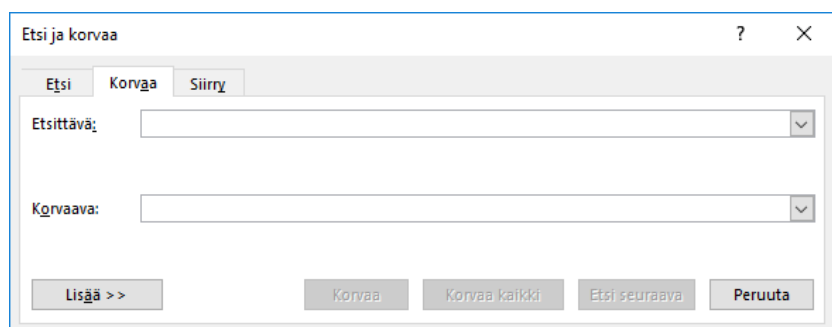 Etsi ja korvaa ?
Etsi Korvaa Siirry
Etsittävä:
Korvaava:
Lisää >> Korvaa Korvaa kaikki Etsi seuraava Peruuta